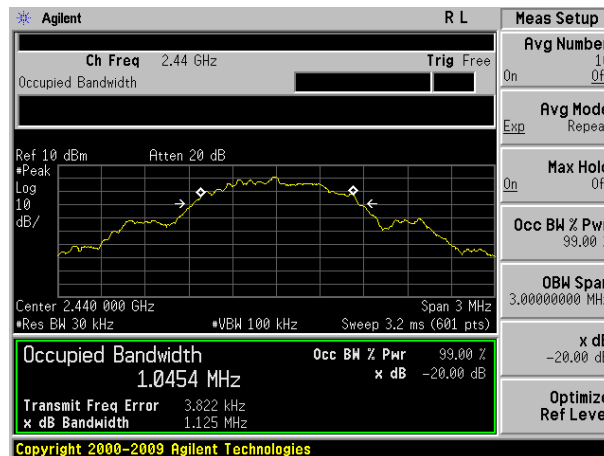 Agilent R L Meas Setup
Ch Freq 2.44 GHz Trig Free
Occupied Bandwidth
Avg Number
On
Avg Mode
Exp
Max Hold
On
Occ BW % Pwr
99.00
OBW Span
3.00000000
x dB
-20.00
Optimize
Ref Level
Ref 10 dBm Atten 20 dB
#Peak
Log
10
dB/
Center 2.440 000 GHz Span 3 MHz
#Res BW 30 kHz #VBW 100 kHz Sweep 3.2 ms (601 pts)
Occupied Bandwidth Occ BW % Pwr 99.00 %
1.0454 MHz x dB -20.00 dB
Transmit Freq Error 3.822 kHz
x dB Bandwidth 1.125 MHz
Copyright 2000-2009 Agilent Technologies